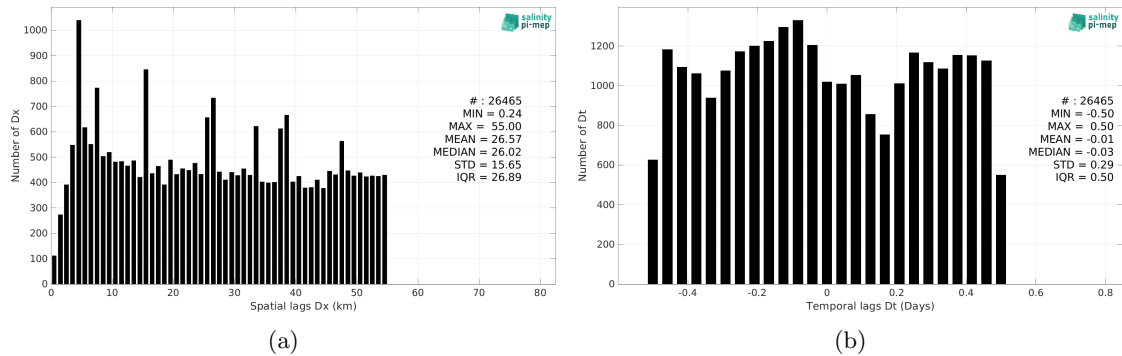 1000
900
800
700
600
500
400
300
200
100
0
Number of Dx
0 10 20 30 40 50 60 70 80
Spatial lags Dx (km)
salinity
pi-mep
# : 26465
MIN = 0.24
MAX = 55.00
MEAN = 26.57
MEDIAN = 26.02
STD = 15.65
IQR = 26.89
(a)
1200
1000
800
600
400
200
0
Number of Dt
-0.4 -0.2 0 0.2 0.4 0.6 0.8
Temporal lags Dt (Days)
salinity
pi-mep
# : 26465
MIN = -0.50
MAX = 0.50
MEAN = -0.01
MEDIAN = -0.03
STD = 0.29
IQR = 0.50
(b)